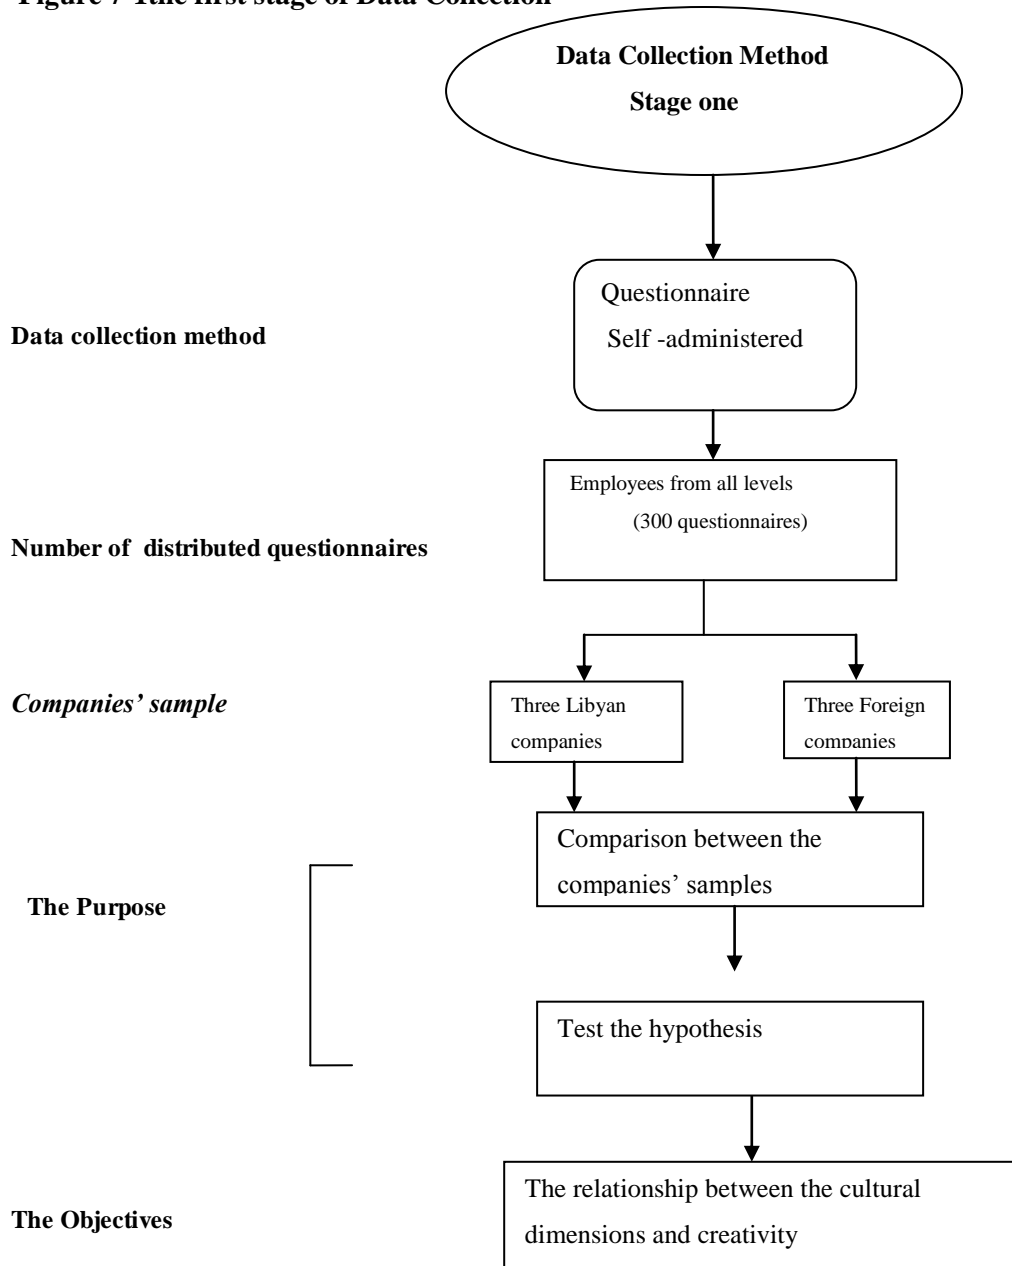 Figure 7 1the first stage of Data Collection
Data Collection Method
Stage one
Questionnaire
Self -administered
Data collection method
Employees from all levels
(300 questionnaires)
Number of  distributed questionnaires
Companies’ sample
Three Libyan
companies
Three Foreign
companies
Comparison between the
companies’ samples
The Purpose
Test the hypothesis
The relationship between the cultural
dimensions and creativity
The Objectives